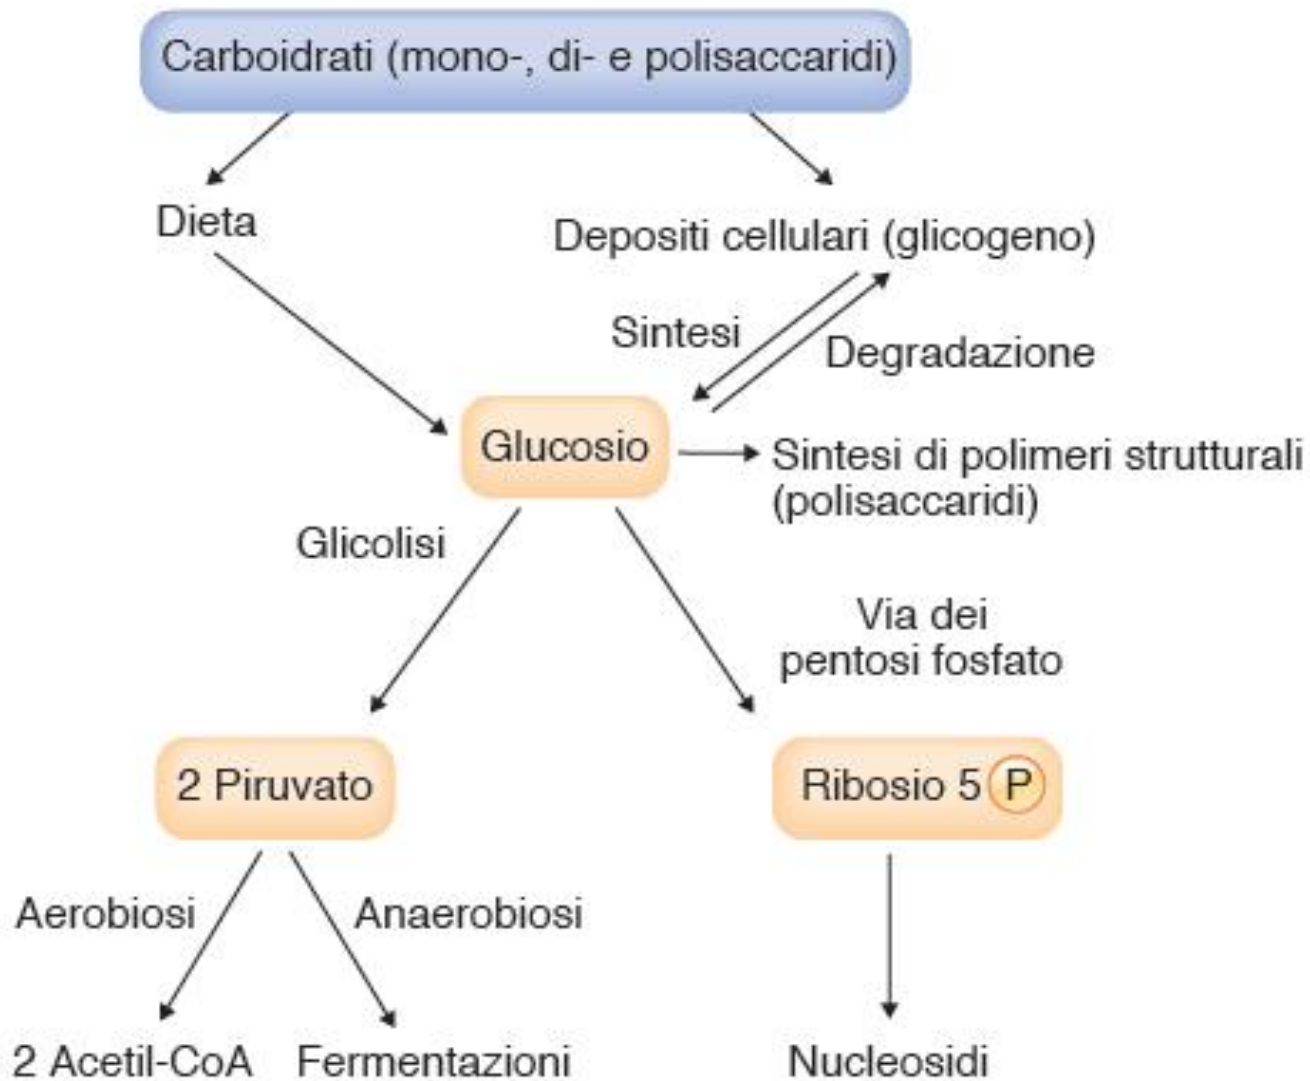 Carboidrati (mono-, di- e polisaccaridi)
Dieta
Depositi cellulari (glicogeno)
Sintesi
Degradazione
Glucosio
Sintesi di polimeri strutturali
(polisaccaridi)
Glicolisi
Via dei
pentosi fosfato
2 Piruvato
Ribosio 5 P
Aerobiosi
Anaerobiosi
2 Acetil-CoA
Fermentazioni
Nucleosidi